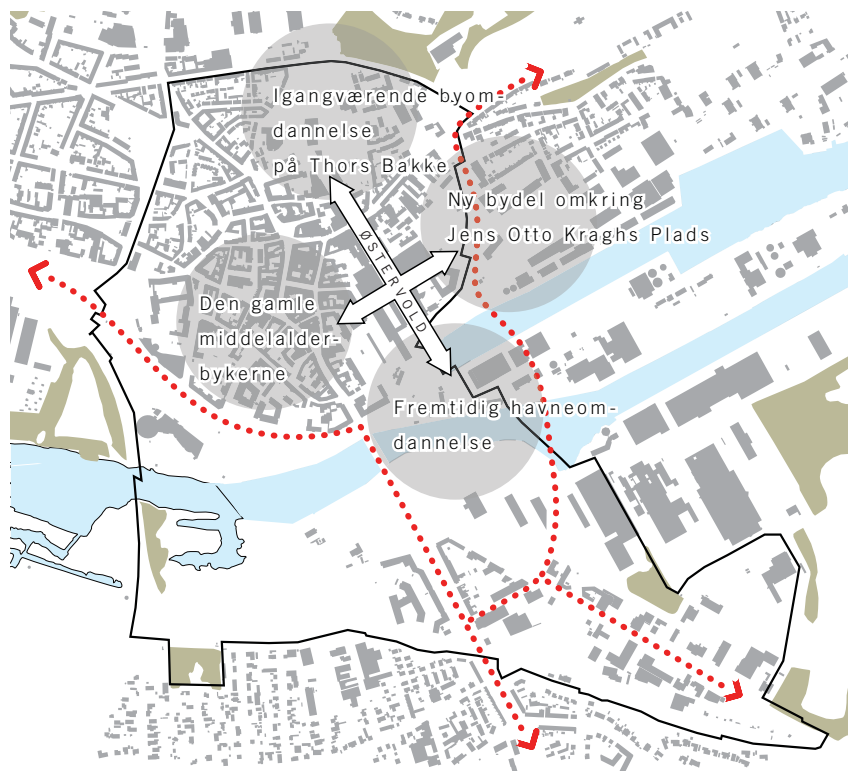 Igangværende byom-
dannelse
på Thors Bakke
Ny bydel omkring
Jens Otto Kraghs Plads
ØSTERVOLD
Den gamle
middelalder-
bykerne
Fremtidig havneom-
dannelse